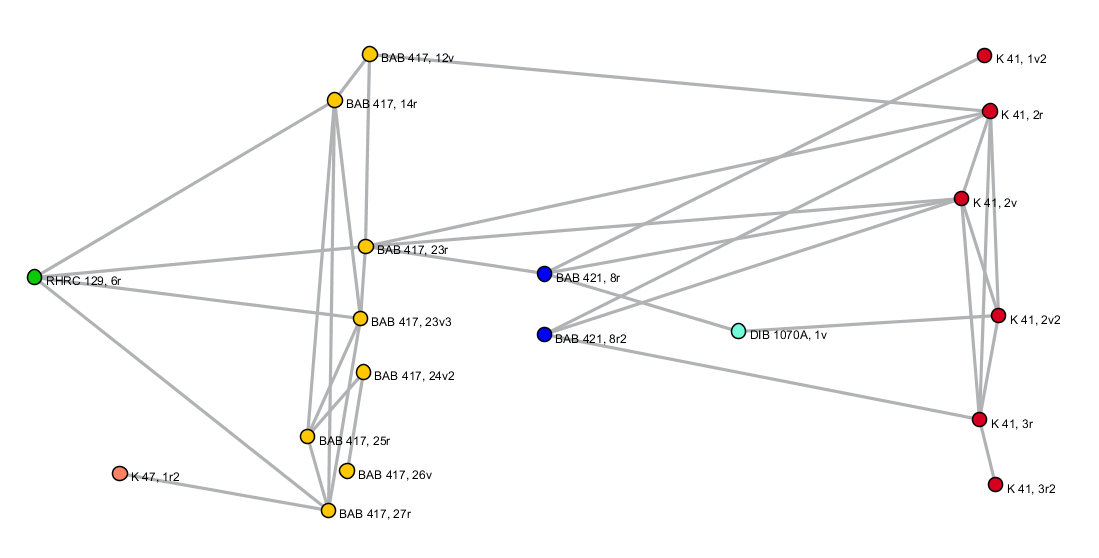 BAB 417, 12v
K 41, 1v2
BAB 417, 14r
K 41, 2r
K 41, 2v
BAB 417, 23r
RHRC 129, 6r
BAB 421, 8r
BAB 417, 23v3
K 41, 2v2
DIB 1070A, 1v
BAB 421, 8r2
BAB 417, 24v2
K 41, 3r
BAB 417, 25r
BAB 417, 26v
K 47, 1r2
K 41, 3r2
BAB 417, 27r